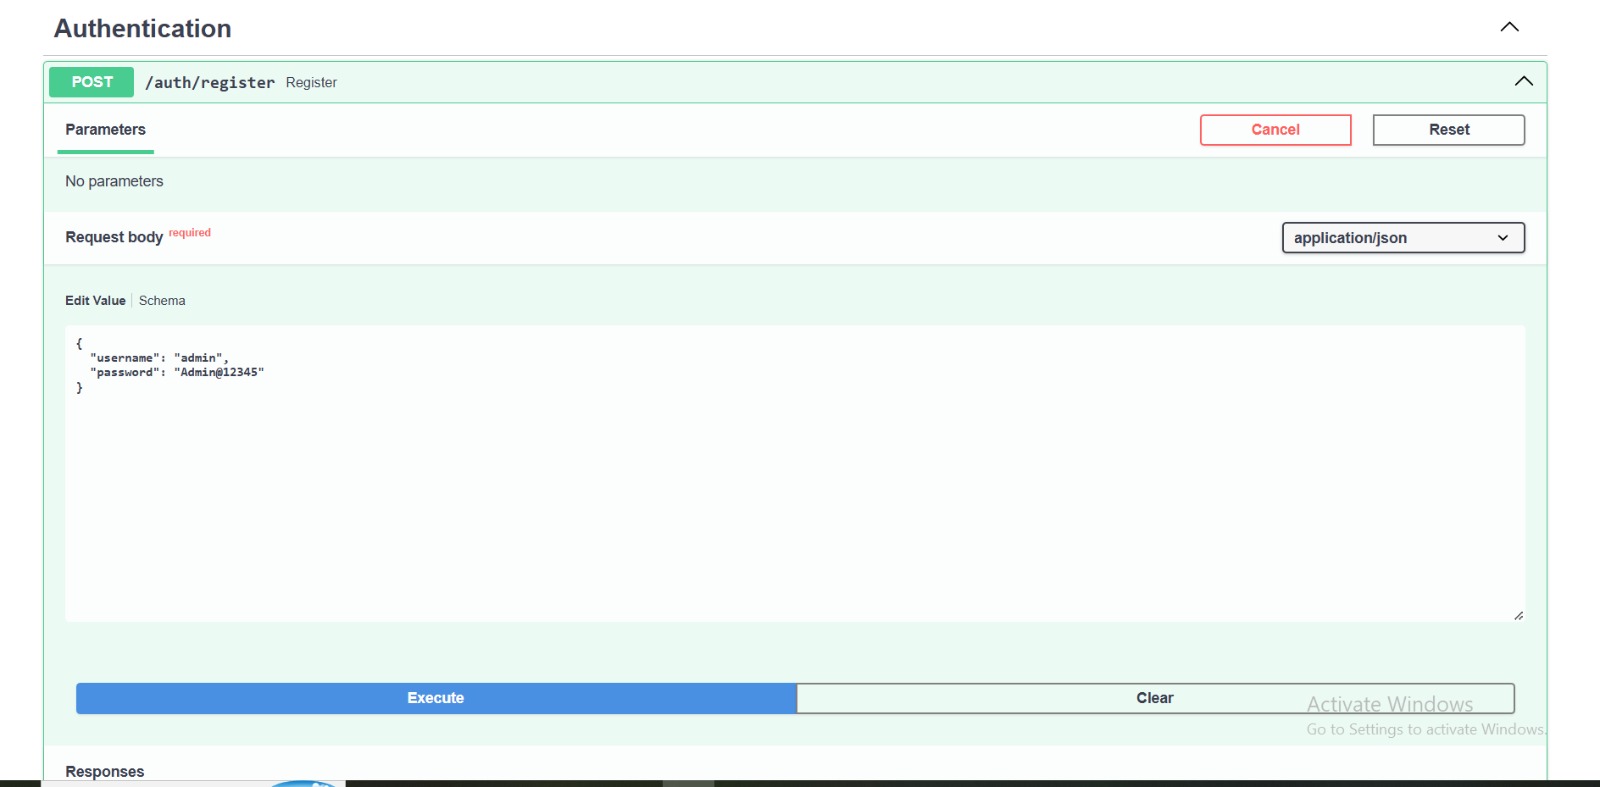 Authentication
POST /auth/register Register
Parameters
Cancel
Reset
No parameters
Request body required
application/json
Edit Value | Schema
{
  "username": "admin",
  "password": "Admin@12345"
}
Execute
Clear
Activate Windows
Go to Settings to activate Windows.
Responses